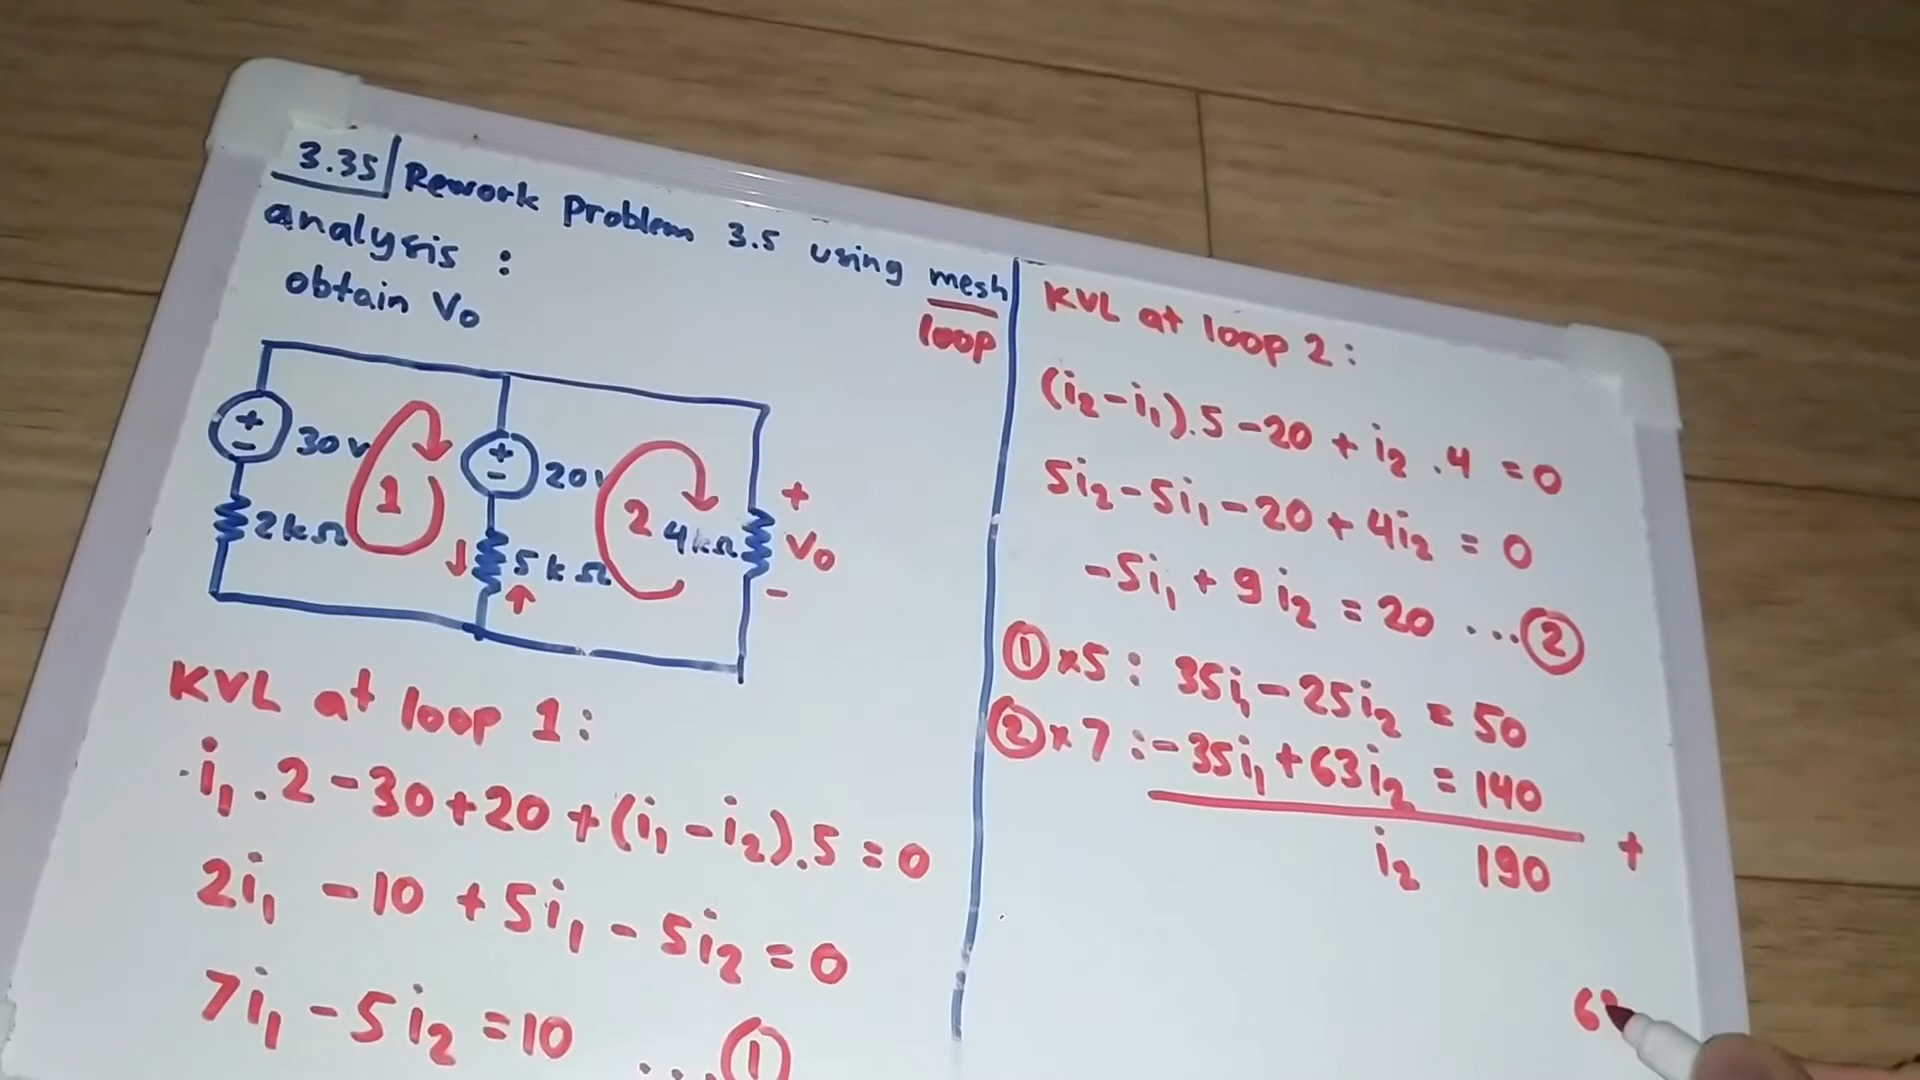 3.35 Rework Problem 3.5 using mesh
loop
analysis :
obtain Vo
+
-
30v
2kΩ
1
+
-
20v
5kΩ
2
4kΩ
+
Vo
-
KVL at loop 1:
i₁.2-30+20+(i₁-i₂).5=0
2i₁ -10 +5i₁-5i₂=0
7i₁-5i₂=10 ...①
KVL at loop 2:
(i₂-i₁).5-20+i₂.4=0
5i₂-5i₁-20+4i₂=0
-5i₁+9i₂=20 ...②
①×5: 35i₁-25i₂=50
②×7:-35i₁+63i₂=140
+
i₂ 190